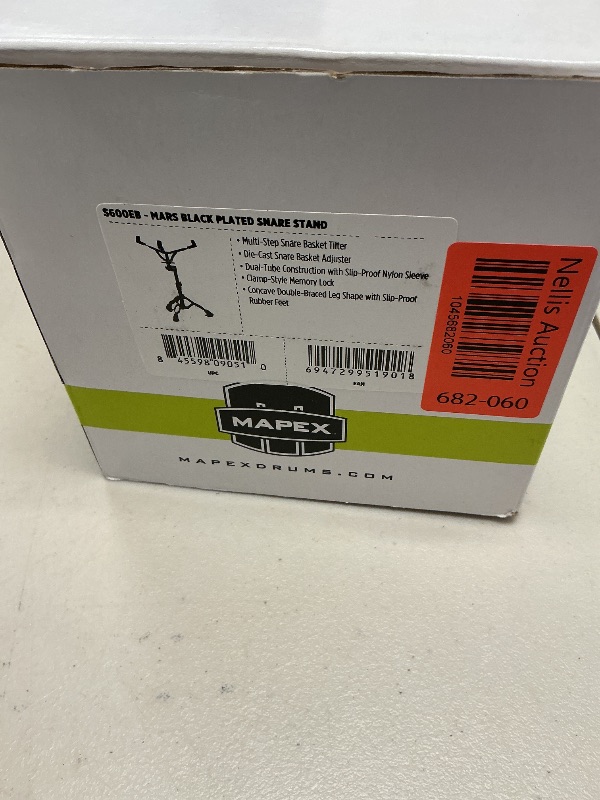 S600EB - MARS BLACK PLATED SNARE STAND
• Multi-Step Snare Basket Tilter
• Die-Cast Snare Basket Adjuster
• Dual-Tube Construction with Slip-Proof Nylon Sleeve
• Clamp-Style Memory Lock
• Concave Double-Braced Leg Shape with Slip-Proof
Rubber Feet
8 45598 09051 0
UPC
6947299519018
EAN
Nellis Auction
1045682060
682-060
MAPEX
MAPEXDRUMS.COM